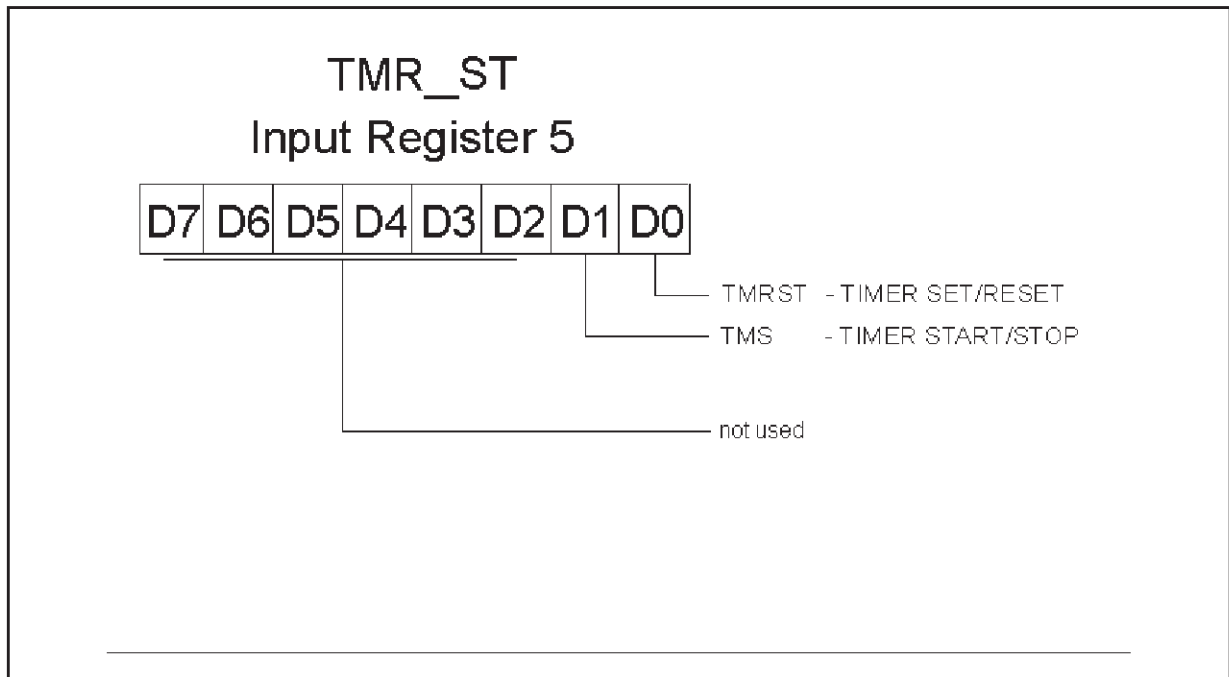 TMR_ST
Input Register 5
D7 D6 D5 D4 D3 D2 D1 D0
TMRST - TIMER SET/RESET
TMS - TIMER START/STOP
not used